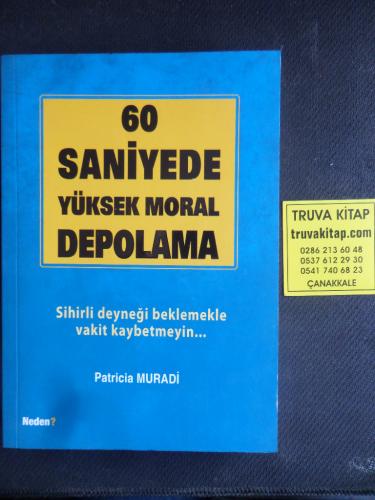 60
SANİYEDE
YÜKSEK MORAL
DEPOLAMA
Sihirli deyneği beklemekle
vakit kaybetmeyin...
Patricia MURADİ
Neden?
TRUVA KİTAP
truvakitap.com
0286 213 60 48
0537 612 29 30
0541 740 68 23
ÇANAKKALE